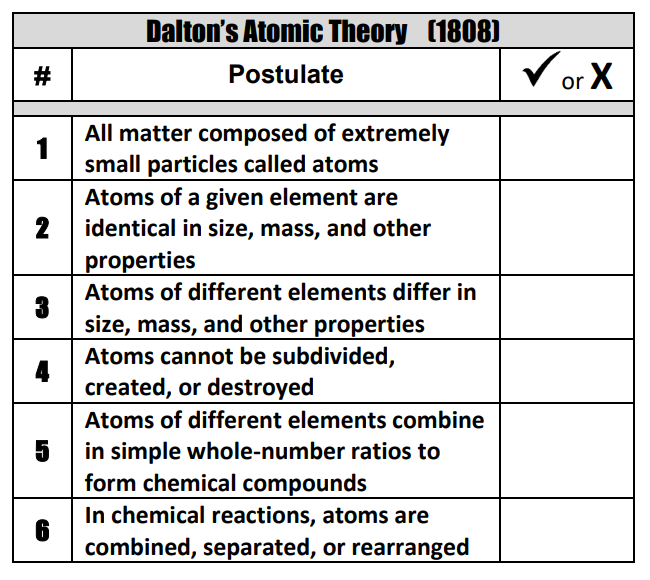 Dalton’s Atomic Theory (1808)
# Postulate ✓ or X
1 All matter composed of extremely
small particles called atoms
2 Atoms of a given element are
identical in size, mass, and other
properties
3 Atoms of different elements differ in
size, mass, and other properties
4 Atoms cannot be subdivided,
created, or destroyed
5 Atoms of different elements combine
in simple whole-number ratios to
form chemical compounds
6 In chemical reactions, atoms are
combined, separated, or rearranged